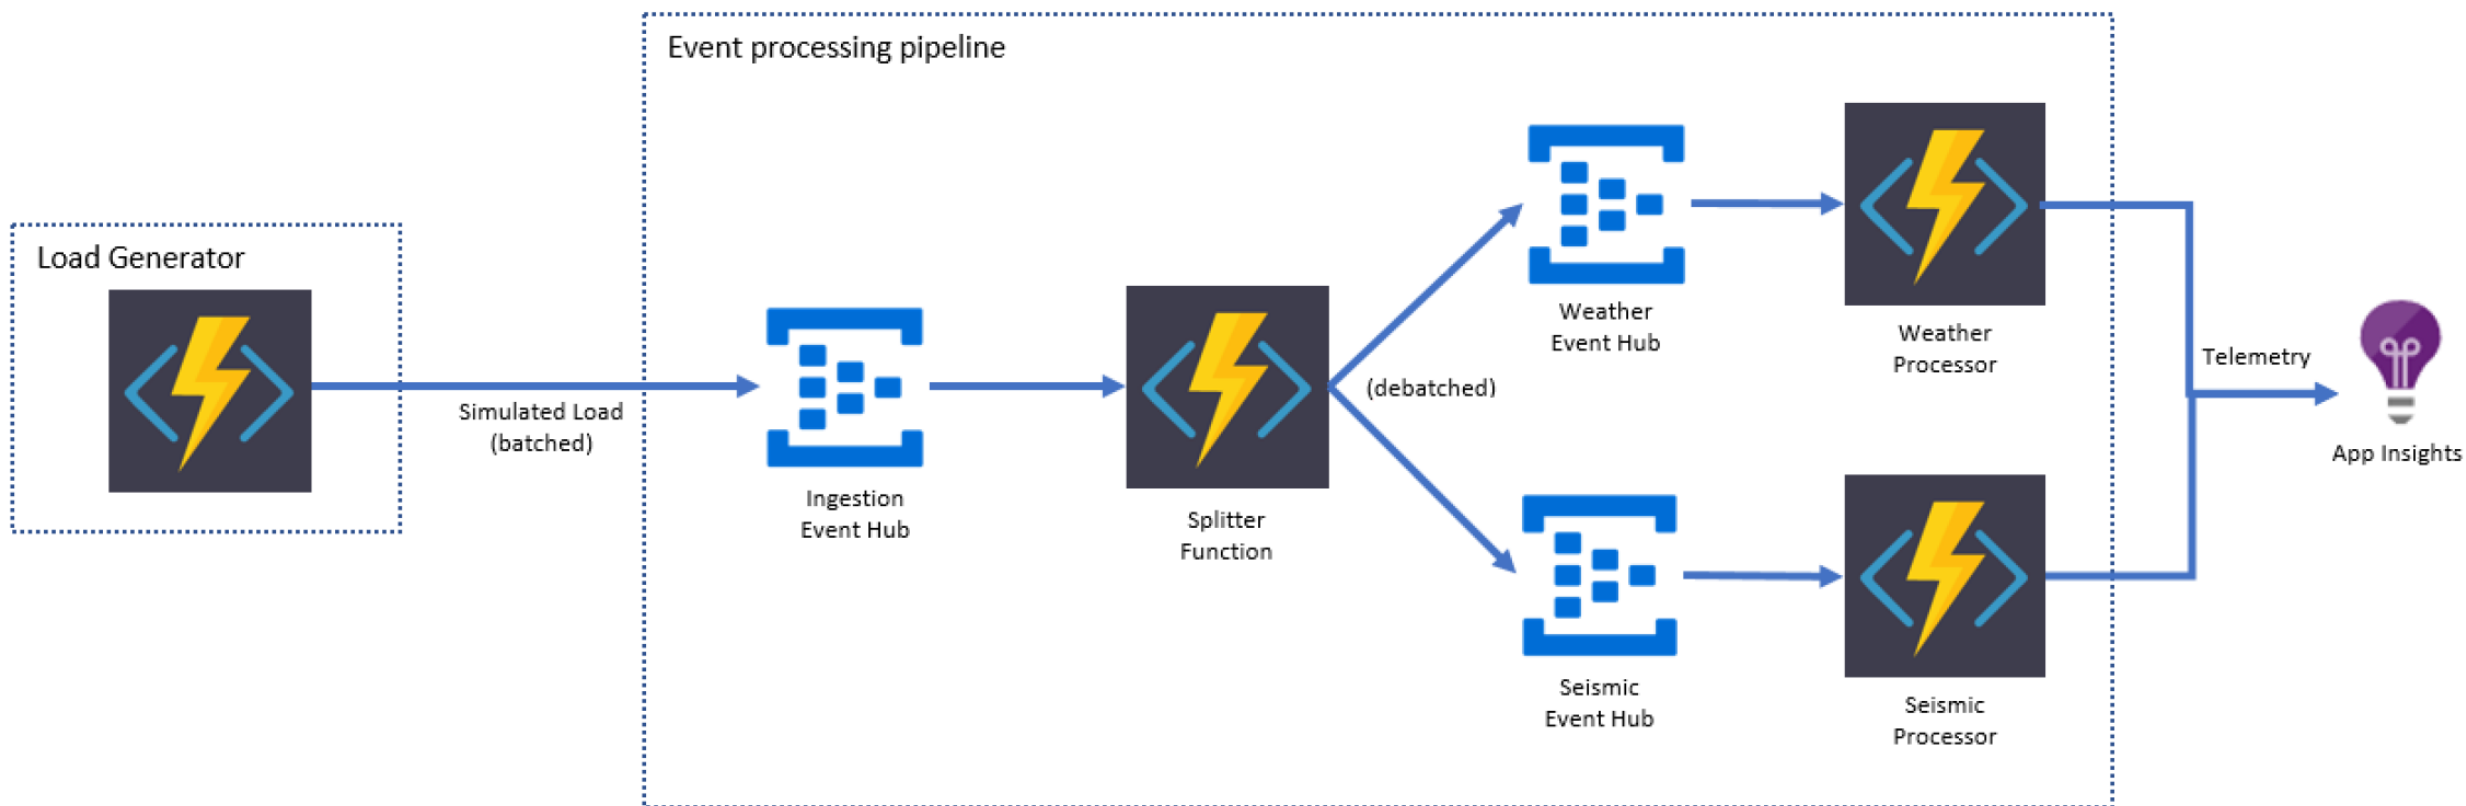 Event processing pipeline
Load Generator
Simulated Load
(batched)
Ingestion
Event Hub
Splitter
Function
(debatched)
Weather
Event Hub
Weather
Processor
Seismic
Event Hub
Seismic
Processor
Telemetry
App Insights